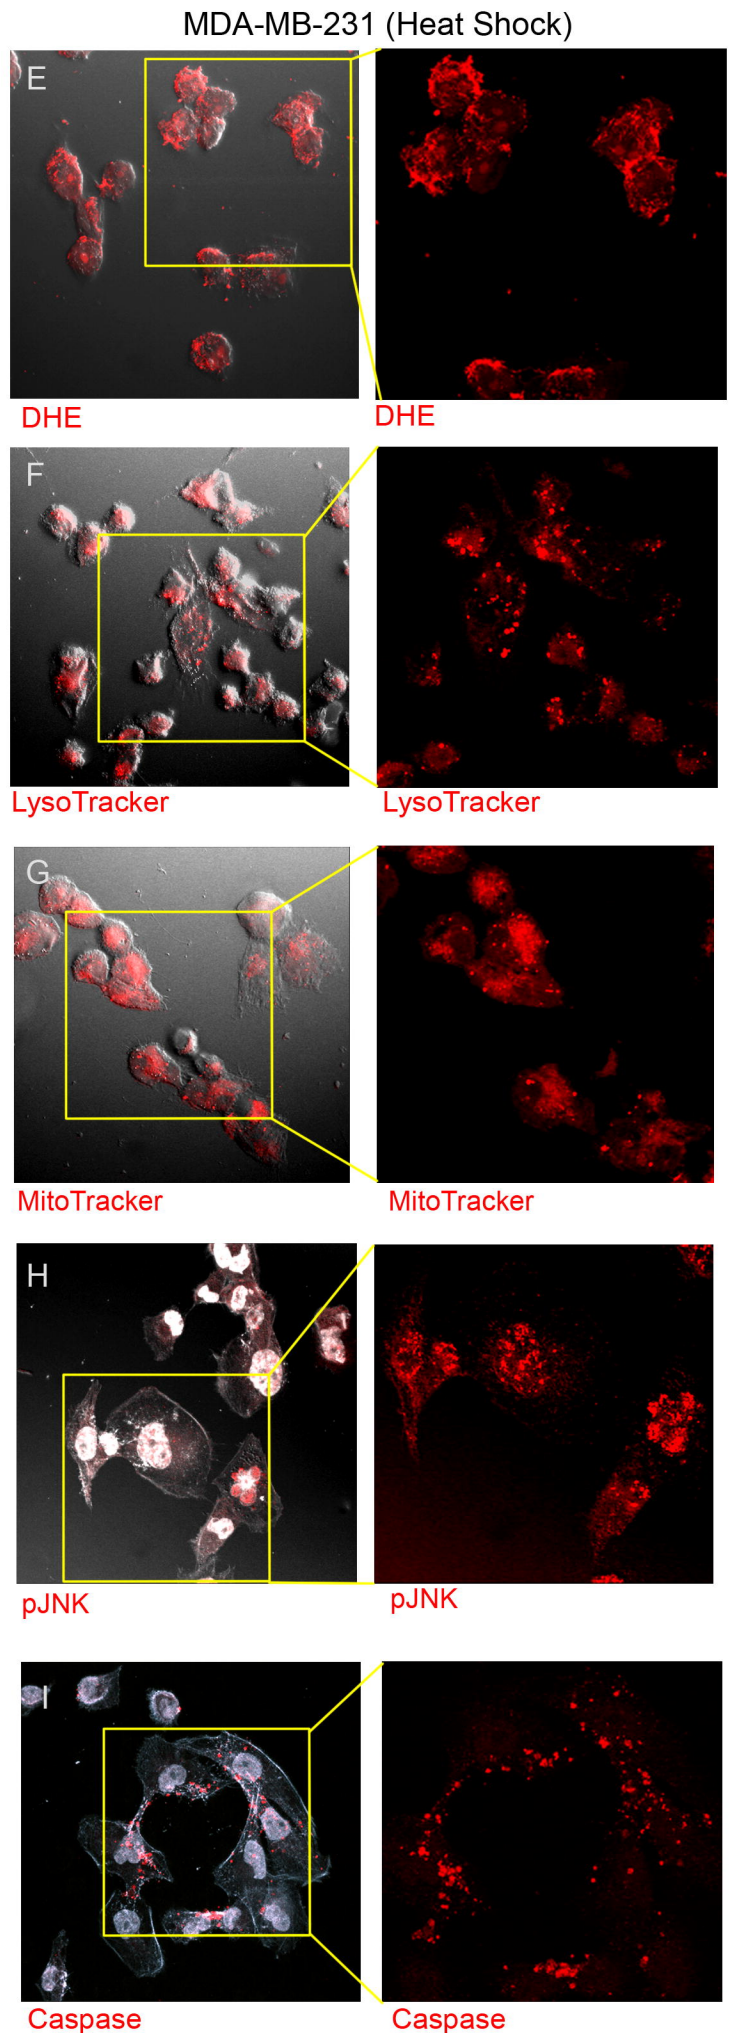 MDA-MB-231 (Heat Shock)
E
DHE DHE
F
LysoTracker LysoTracker
G
MitoTracker MitoTracker
H
pJNK pJNK
I
Caspase Caspase